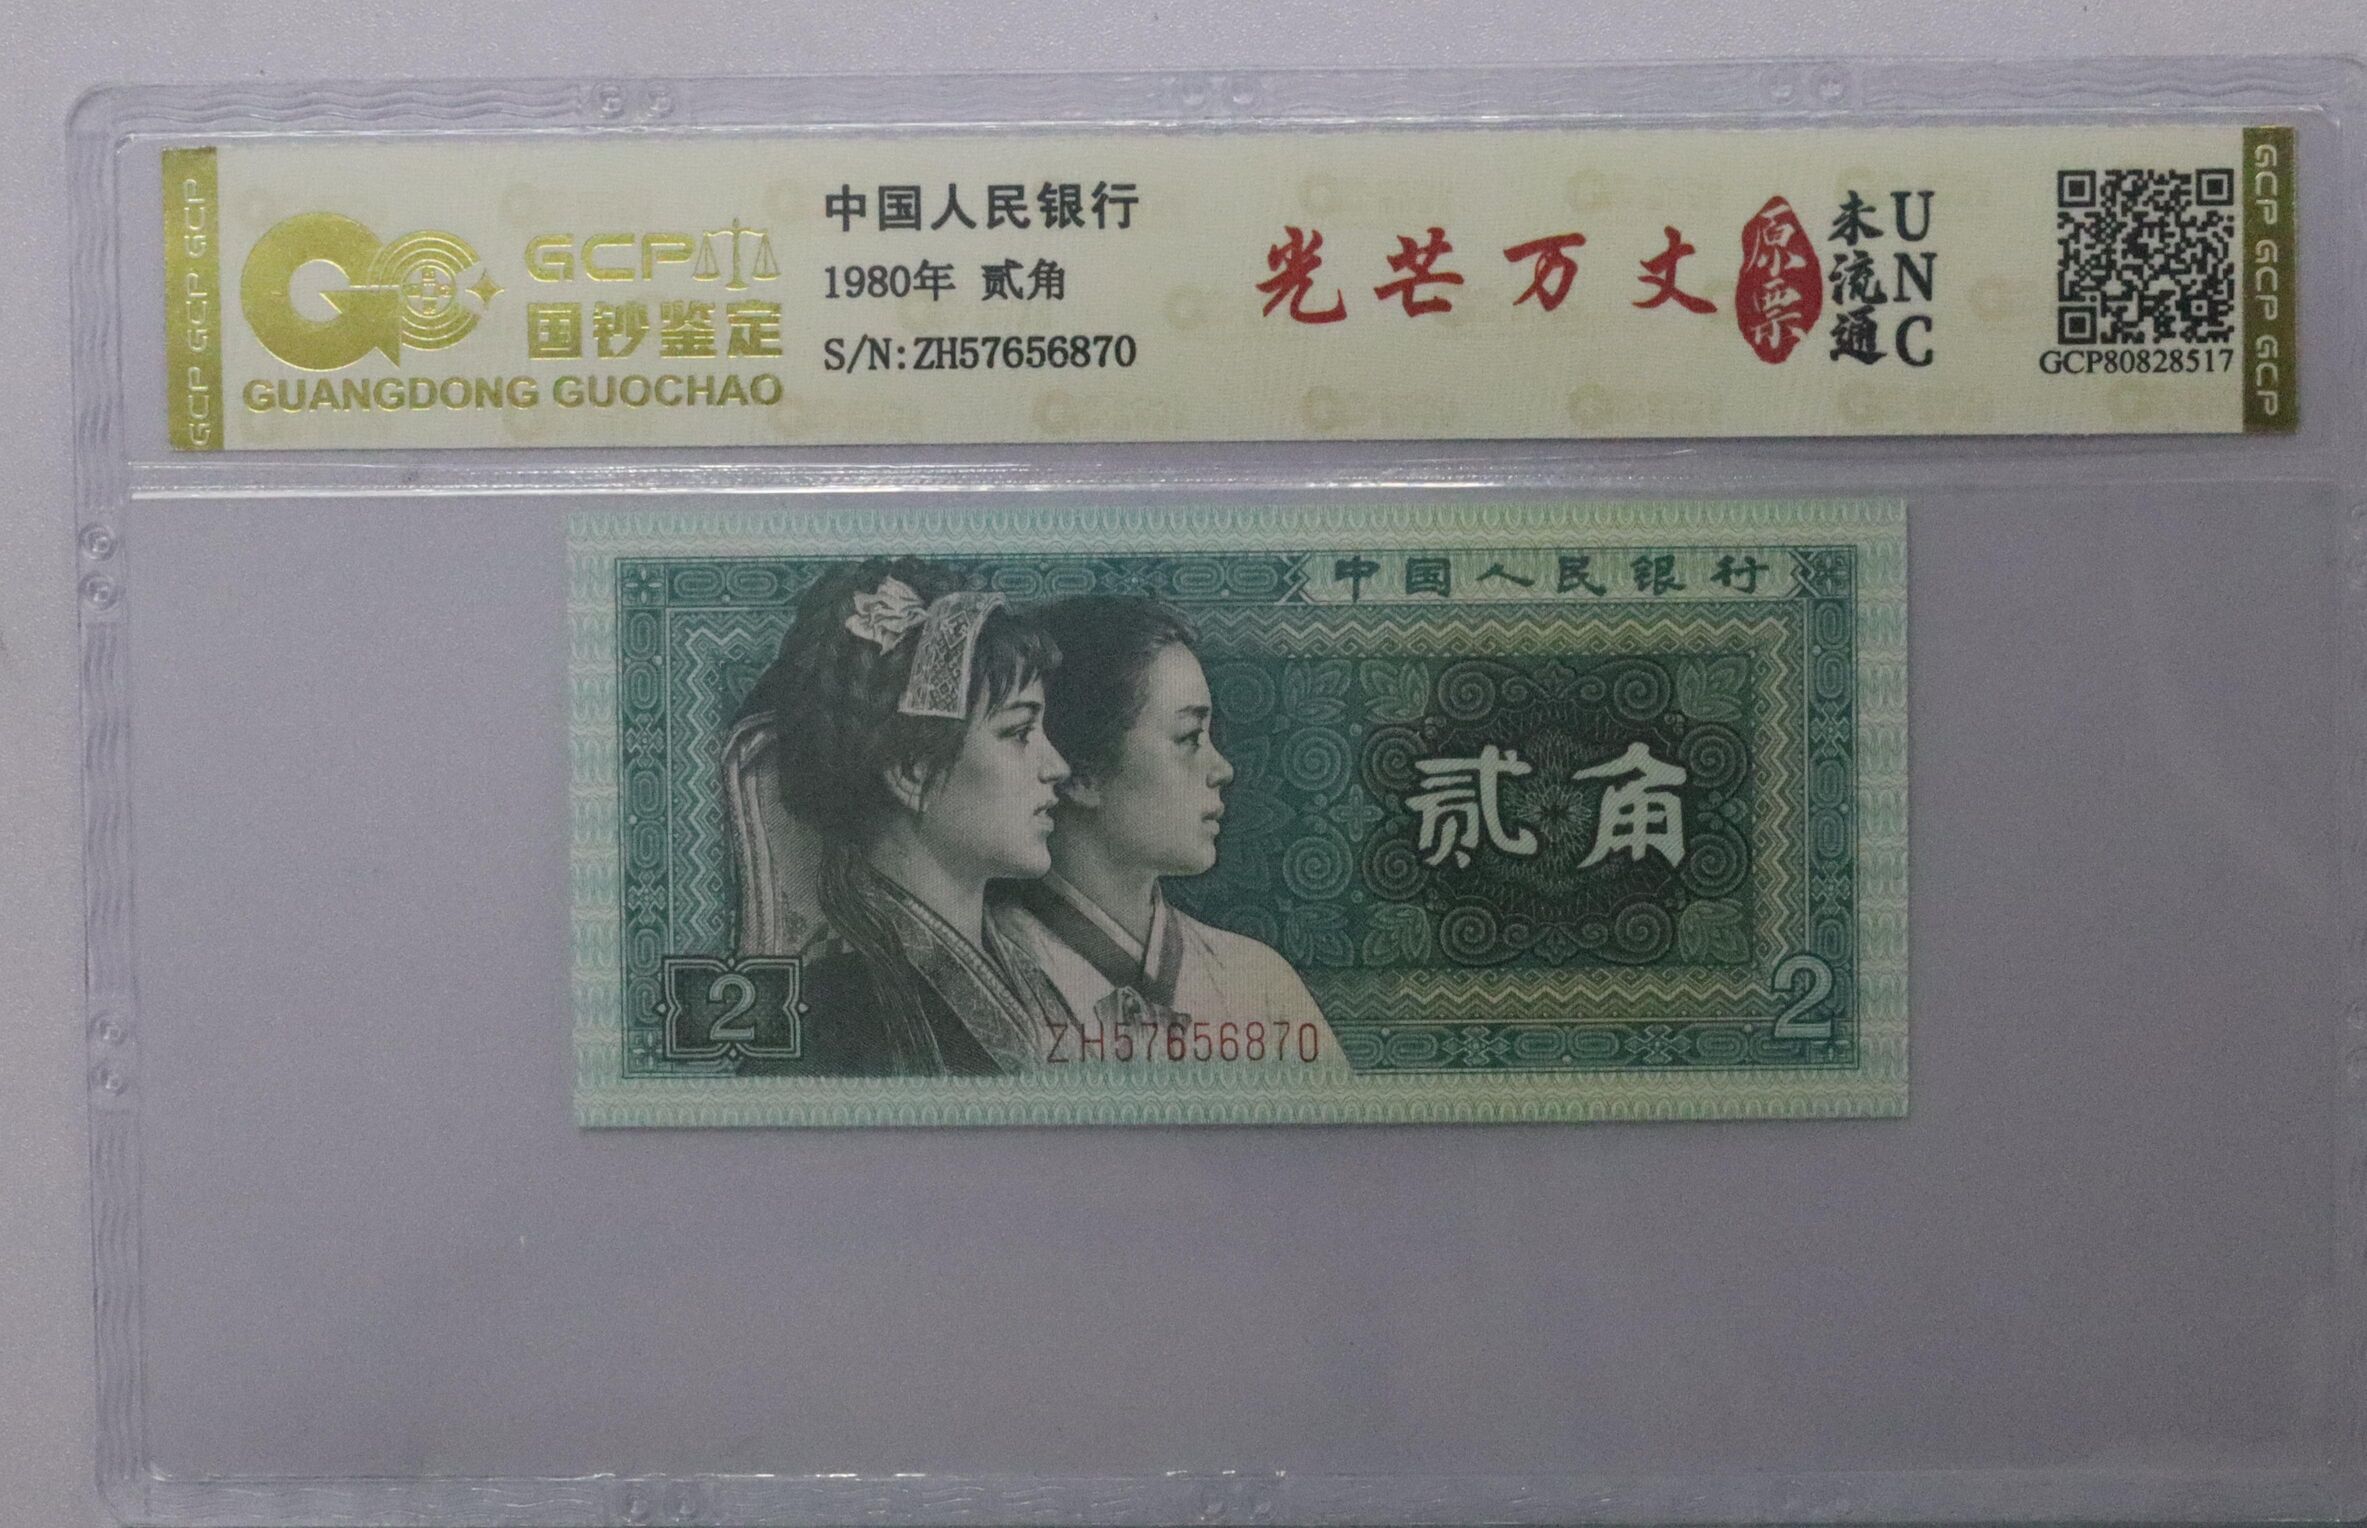 GCP GCP GCP
GCP
国钞鉴定
GUANGDONG GUOCHAO
中国人民银行
1980年 贰角
S/N:ZH57656870
光芒万丈
原票
未流通
UNC
GCP80828517
GCP GCP GCP
中国人民银行
贰角
2
2
ZH57656870